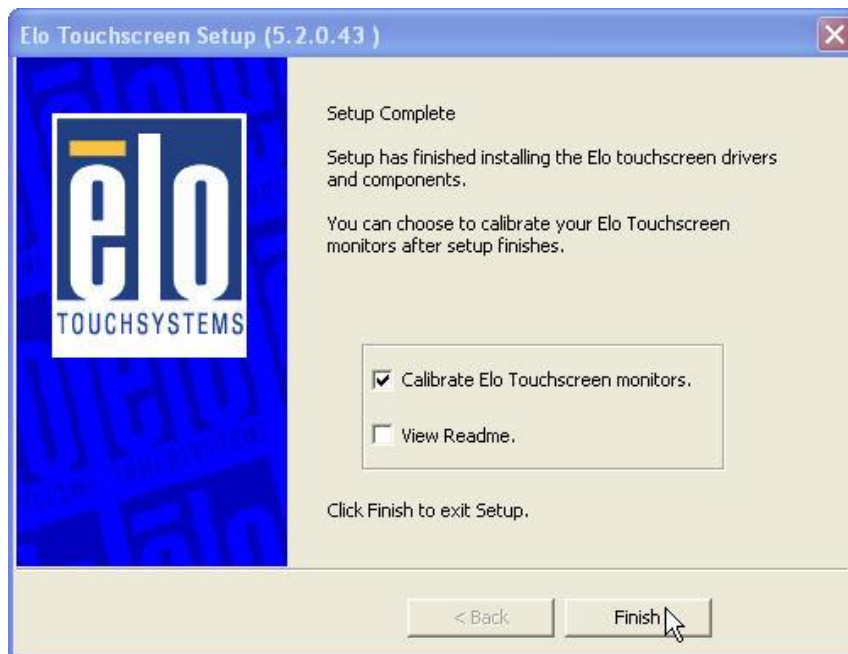 Elo Touchscreen Setup (5.2.0.43 )
elo
TOUCHSYSTEMS
Setup Complete
Setup has finished installing the Elo touchscreen drivers
and components.
You can choose to calibrate your Elo Touchscreen
monitors after setup finishes.
Calibrate Elo Touchscreen monitors.
View Readme.
Click Finish to exit Setup.
< Back
Finish